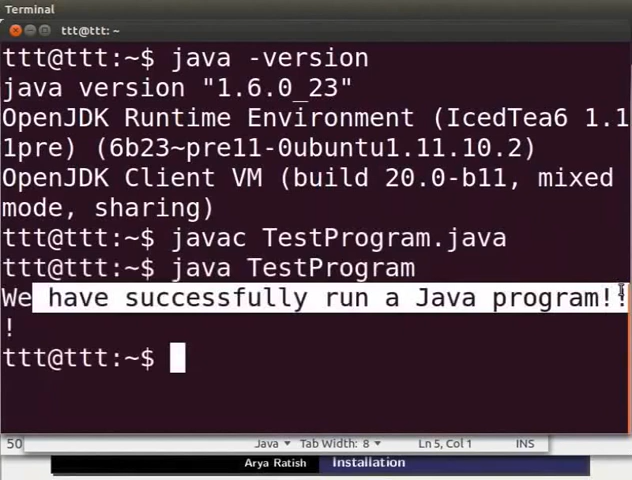 Terminal
ttt@ttt: ~
ttt@ttt:~$ java -version
java version "1.6.0_23"
OpenJDK Runtime Environment (IcedTea6 1.1
1pre) (6b23~pre11-0ubuntu1.11.10.2)
OpenJDK Client VM (build 20.0-b11, mixed
mode, sharing)
ttt@ttt:~$ javac TestProgram.java
ttt@ttt:~$ java TestProgram
We have successfully run a Java program!!
!
ttt@ttt:~$
50 Java Tab Width: 8 Ln 5, Col 1 INS
Arya Ratish Installation